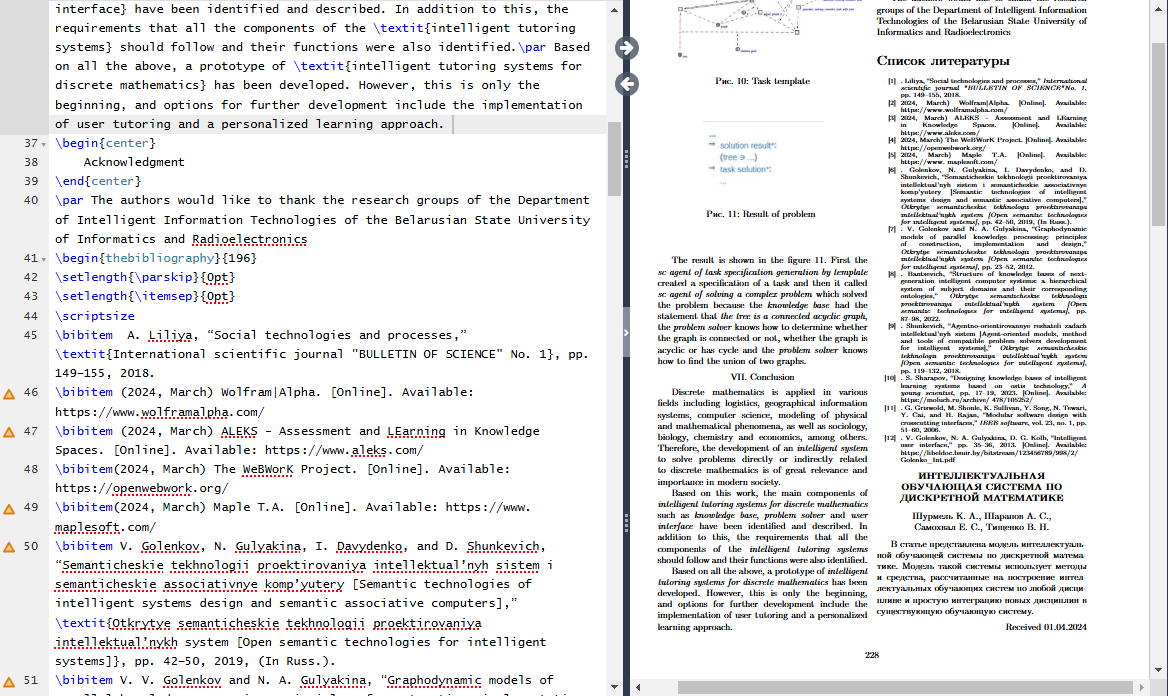 interface} have been identified and described. In addition to this, the
requirements that all the components of the \textit{intelligent tutoring
systems} should follow and their functions were also identified.\par Based
on all the above, a prototype of \textit{intelligent tutoring systems for
discrete mathematics} has been developed. However, this is only the
beginning, and options for further development include the implementation
of user tutoring and a personalized learning approach.
37 \begin{center}
38 Acknowledgment
39 \end{center}
40 \par The authors would like to thank the research groups of the Department
of Intelligent Information Technologies of the Belarusian State University
of Informatics and Radioelectronics
41 \begin{thebibliography}{196}
42 \setlength{\parskip}{0pt}
43 \setlength{\itemsep}{0pt}
44 \scriptsize
45 \bibitem A. Liliya, “Social technologies and processes,”
\textit{International scientific journal "BULLETIN OF SCIENCE" No. 1}, pp.
149–155, 2018.
46 \bibitem (2024, March) Wolfram|Alpha. [Online]. Available:
https://www.wolframalpha.com/
47 \bibitem (2024, March) ALEKS – Assessment and LEarning in Knowledge
Spaces. [Online]. Available: https://www.aleks.com/
48 \bibitem(2024, March) The WeBWorK Project. [Online]. Available:
https://openwebwork.org/
49 \bibitem(2024, March) Maple T.A. [Online]. Available: https://www.
maplesoft.com/
50 \bibitem V. Golenkov, N. Gulyakina, I. Davydenko, and D. Shunkevich,
“Semanticheskie tekhnologii proektirovaniya intellektual’nyh sistem i
semanticheskie associativnye komp’yutery [Semantic technologies of
intelligent systems design and semantic associative computers],”
\textit{Otkrytye semanticheskie tekhnologii proektirovaniya
intellektual’nykh system [Open semantic technologies for intelligent
systems]}, pp. 42–50, 2019, (In Russ.).
51 \bibitem V. V. Golenkov and N. A. Gulyakina, “Graphodynamic models of
Рис. 10: Task template
...
solution result*:
(tree ∋ ...)
task solution*:
...
Рис. 11: Result of problem
The result is shown in the figure 11. First the
sc-agent of task specification generation by template
created a specification of a task and then it called
sc-agent of solving a complex problem which solved
the problem because the knowledge base had the
statement that the tree is a connected acyclic graph,
the problem solver knows how to determine whether
the graph is connected or not, whether the graph is
acyclic or has cycle and the problem solver knows
how to find the union of two graphs.
VII. Conclusion
Discrete mathematics is applied in various
fields including logistics, geographical information
systems, computer science, modeling of physical
and mathematical phenomena, as well as sociology,
biology, chemistry and economics, among others.
Therefore, the development of an intelligent system
to solve problems directly or indirectly related
to discrete mathematics is of great relevance and
importance in modern society.
Based on this work, the main components of
intelligent tutoring systems for discrete mathematics
such as knowledge base, problem solver and user
interface have been identified and described. In
addition to this, the requirements that all the
components of the intelligent tutoring systems
should follow and their functions were also identified.
Based on all the above, a prototype of intelligent
tutoring systems for discrete mathematics has been
developed. However, this is only the beginning,
and options for further development include the
implementation of user tutoring and a personalized
learning approach.
groups of the Department of Intelligent Information
Technologies of the Belarusian State University of
Informatics and Radioelectronics
Список литературы
[1] . Liliya, “Social technologies and processes,” International
scientific journal "BULLETIN OF SCIENCE" No. 1,
pp. 149–155, 2018.
[2] 2024, March) Wolfram|Alpha. [Online]. Available:
https://www.wolframalpha.com/
[3] 2024, March) ALEKS – Assessment and LEarning
in Knowledge Spaces. [Online]. Available:
https://www.aleks.com/
[4] 2024, March) The WeBWorK Project. [Online]. Available:
https://openwebwork.org/
[5] 2024, March) Maple T.A. [Online]. Available:
https://www. maplesoft.com/
[6] . Golenkov, N. Gulyakina, I. Davydenko, and D.
Shunkevich, “Semanticheskie tekhnologii proektirovaniya
intellektual’nyh sistem i semanticheskie associativnye
komp’yutery [Semantic technologies of intelligent
systems design and semantic associative computers],”
Otkrytye semanticheskie tekhnologii proektirovaniya
intellektual’nykh system [Open semantic technologies
for intelligent systems], pp. 42–50, 2019, (In Russ.).
[7] . V. Golenkov and N. A. Gulyakina, “Graphodynamic
models of parallel knowledge processing: principles
of construction, implementation and design,”
Otkrytye semanticheskie tekhnologii proektirovaniya
intellektual’nykh system [Open semantic technologies
for intelligent systems], pp. 23–52, 2012.
[8] . Bantsevich, “Structure of knowledge bases of next-
generation intelligent computer systems: a hierarchical
system of subject domains and their corresponding
ontologies,” Otkrytye semanticheskie tekhnologii
proektirovaniya intellektual’nykh system [Open
semantic technologies for intelligent systems], pp.
87–98, 2022.
[9] . Shunkevich, “Agentno-orientirovannye reshateli zadach
intellektual’nyh sistem [Agent-oriented models, method
and tools of compatible problem solvers development
for intelligent systems],” Otkrytye semanticheskie
tekhnologii proektirovaniya intellektual’nykh system
[Open semantic technologies for intelligent systems],
pp. 119–132, 2018.
[10] . S. Sharapov, “Designing knowledge bases of intelligent
learning systems based on ostis technology,” A
young scientist, pp. 17–19, 2023. [Online]. Available:
https://moluch.ru/archive/ 478/105252/
[11] . G. Griswold, M. Shonle, K. Sullivan, Y. Song, N. Tewari,
Y. Cai, and H. Rajan, “Modular software design with
crosscutting interfaces,” IEEE software, vol. 23, no. 1, pp.
51–60, 2006.
[12] . V. Golenkov, N. A. Gulyakina, D. G. Kolb, “Intelligent
user interface,” pp. 35–36, 2013. [Online]. Available:
https://libeldoc.bsuir.by/bitstream/123456789/998/2/
Golenko_Int.pdf
ИНТЕЛЛЕКТУАЛЬНАЯ
ОБУЧАЮЩАЯ СИСТЕМА ПО
ДИСКРЕТНОЙ МАТЕМАТИКЕ
Шурмель К. А., Шарапов А. С.,
Самохвал Е. С., Тищенко В. Н.
В статье представлена модель интеллектуаль-
ной обучающей системы по дискретной матема-
тике. Модель такой системы использует методы
и средства, рассчитанные на построение интел-
лектуальных обучающих систем по любой дисци-
плине и простую интеграцию новых дисциплин в
существующую обучающую систему.
Received 01.04.2024
228